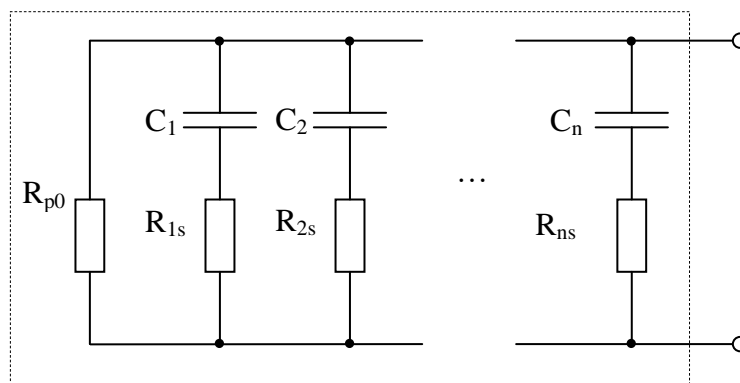 C₁
C₂
Cₙ
…
Rₚ₀
R₁ₛ
R₂ₛ
Rₙₛ